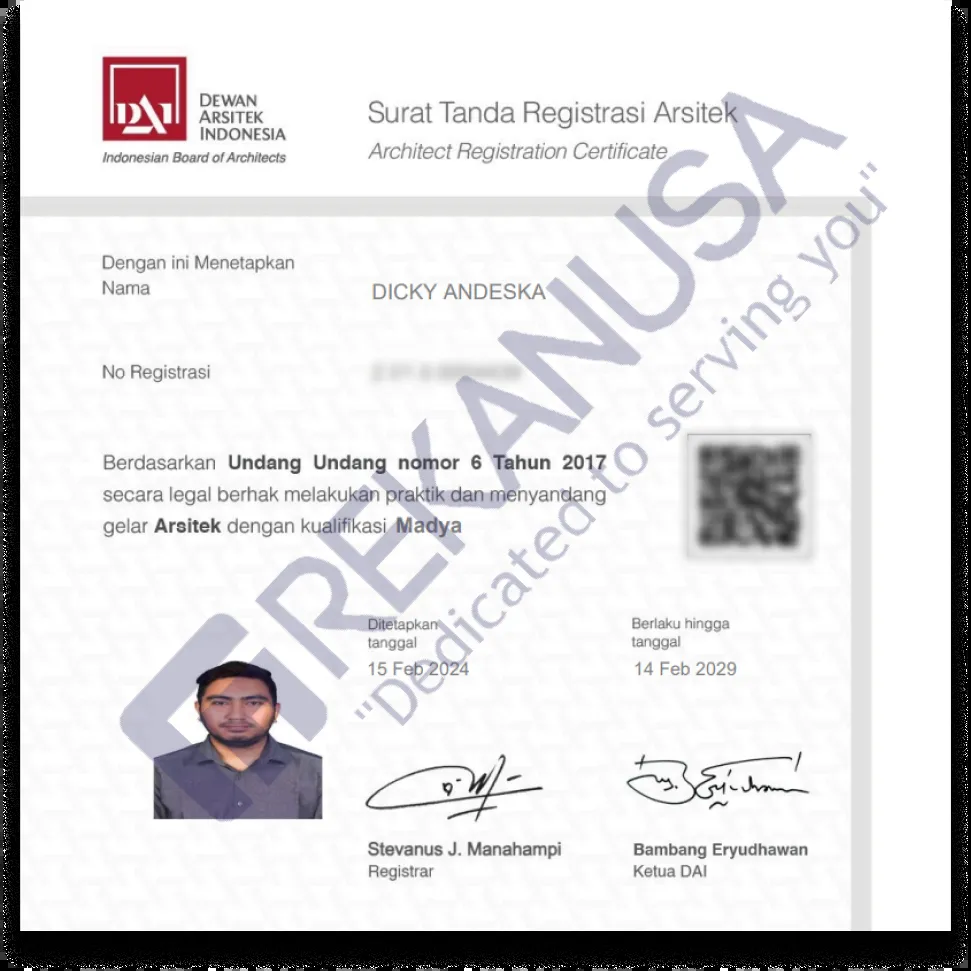 DAI
DEWAN
ARSITEK
INDONESIA
Indonesian Board of Architects
Surat Tanda Registrasi Arsitek
Architect Registration Certificate
Dengan ini Menetapkan
Nama
DICKY ANDESKA
No Registrasi
Berdasarkan Undang Undang nomor 6 Tahun 2017
secara legal berhak melakukan praktik dan menyandang
gelar Arsitek dengan kualifikasi Madya
Ditetapkan
tanggal
15 Feb 2024
Berlaku hingga
tanggal
14 Feb 2029
Stevanus J. Manahampi
Registrar
Bambang Eryudhawan
Ketua DAI
REKANUSA
"Dedicated to serving you"